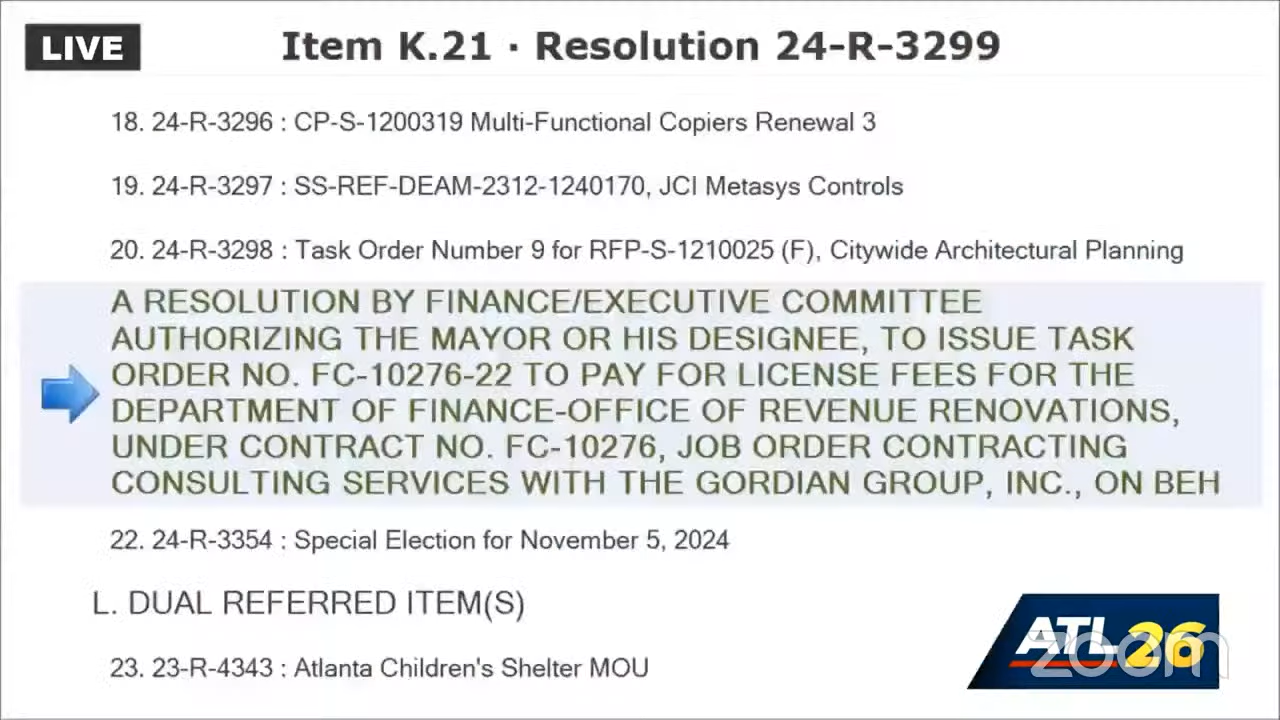 LIVE
Item K.21 · Resolution 24-R-3299
18. 24-R-3296 : CP-S-1200319 Multi-Functional Copiers Renewal 3
19. 24-R-3297 : SS-REF-DEAM-2312-1240170, JCI Metasys Controls
20. 24-R-3298 : Task Order Number 9 for RFP-S-1210025 (F), Citywide Architectural Planning
A RESOLUTION BY FINANCE/EXECUTIVE COMMITTEE
AUTHORIZING THE MAYOR OR HIS DESIGNEE, TO ISSUE TASK
ORDER NO. FC-10276-22 TO PAY FOR LICENSE FEES FOR THE
DEPARTMENT OF FINANCE-OFFICE OF REVENUE RENOVATIONS,
UNDER CONTRACT NO. FC-10276, JOB ORDER CONTRACTING
CONSULTING SERVICES WITH THE GORDIAN GROUP, INC., ON BEH
22. 24-R-3354 : Special Election for November 5, 2024
L. DUAL REFERRED ITEM(S)
23. 23-R-4343 : Atlanta Children's Shelter MOU
ATL 26
zoom